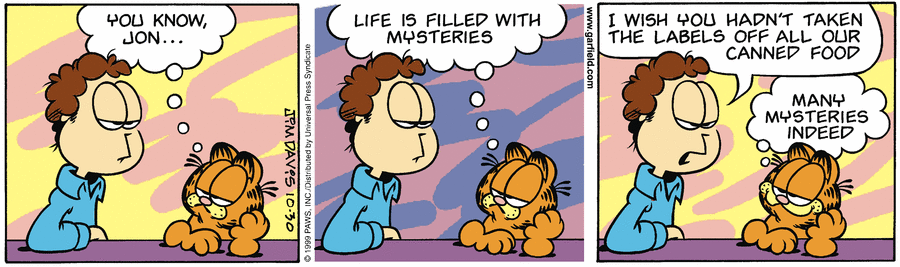 YOU KNOW,
JON...
JIM DAVIS 10-30
© 1999 PAWS, INC./Distributed by Universal Press Syndicate
LIFE IS FILLED WITH
MYSTERIES
www.garfield.com
I WISH YOU HADN'T TAKEN
THE LABELS OFF ALL OUR
CANNED FOOD
MANY
MYSTERIES
INDEED